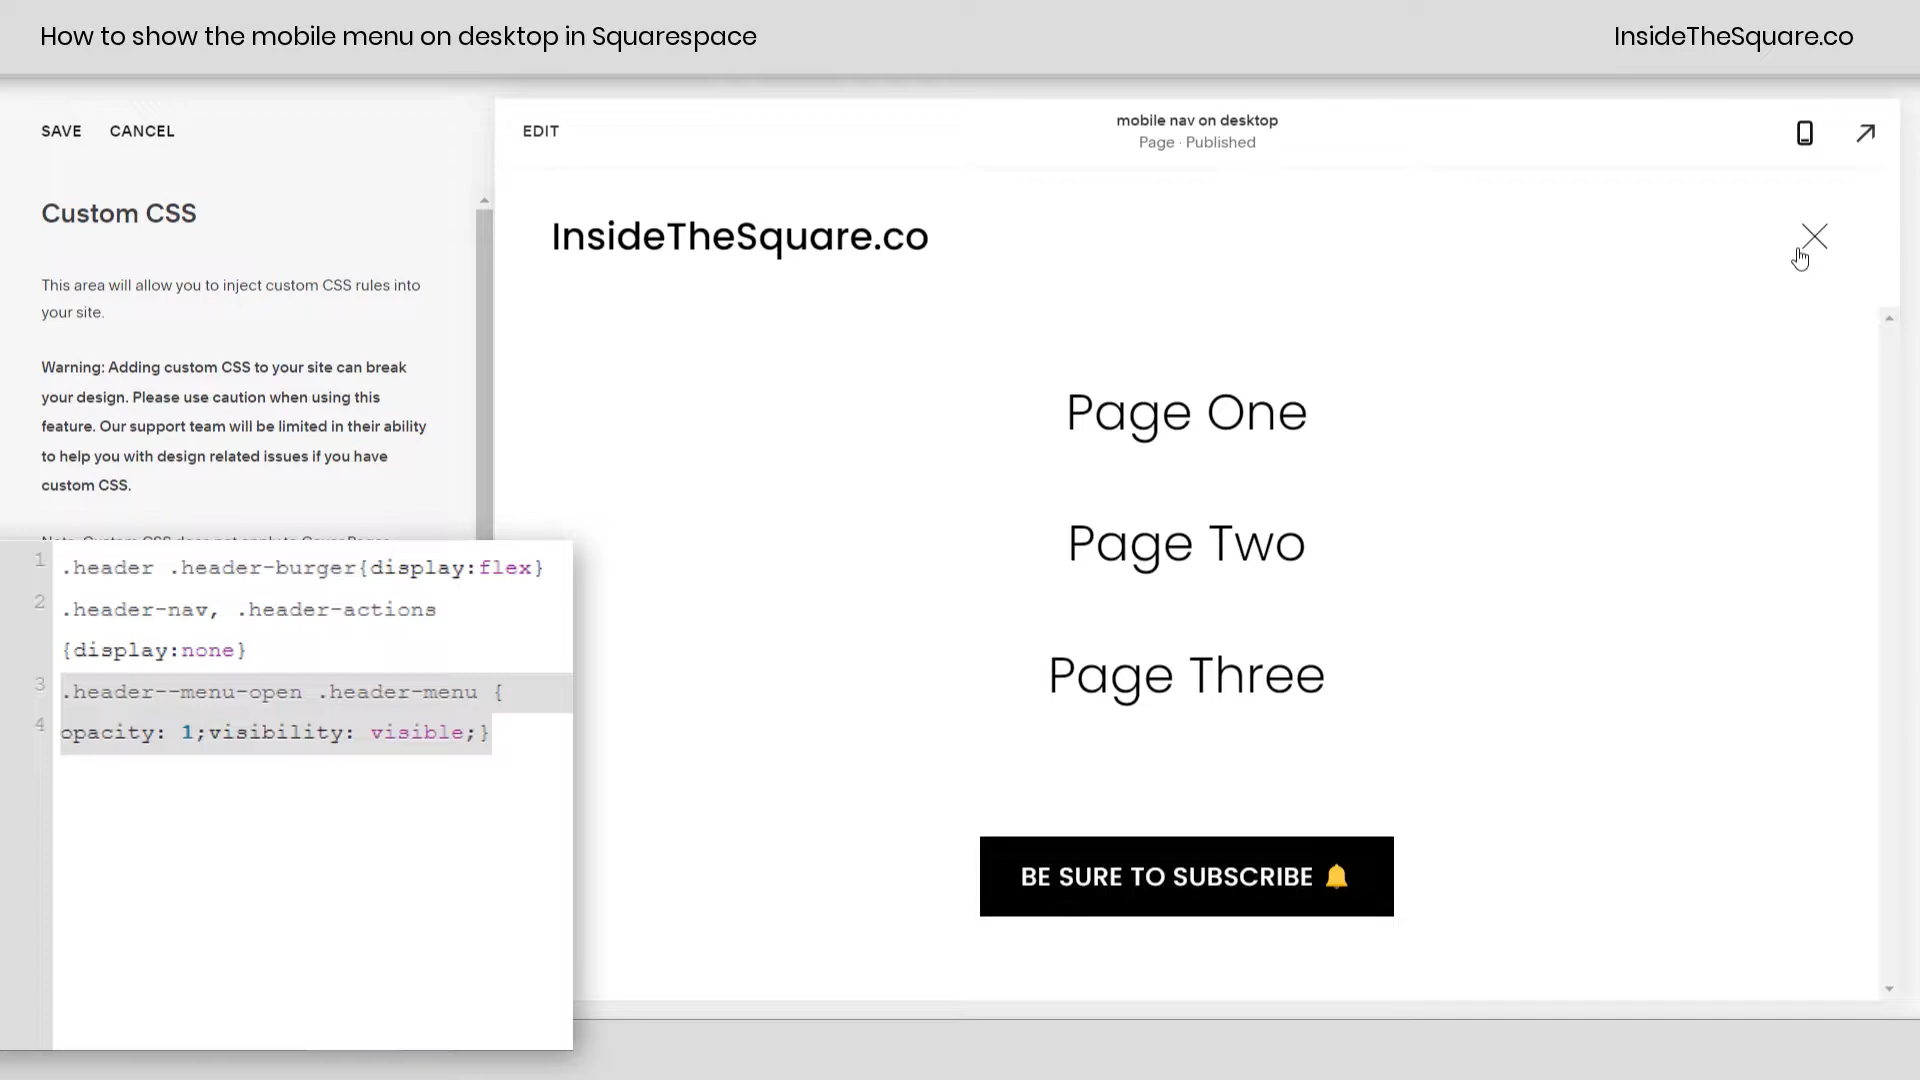 How to show the mobile menu on desktop in Squarespace
InsideTheSquare.co
SAVE CANCEL
EDIT
mobile nav on desktop
Page · Published
Custom CSS
This area will allow you to inject custom CSS rules into
your site.
Warning: Adding custom CSS to your site can break
your design. Please use caution when using this
feature. Our support team will be limited in their ability
to help you with design related issues if you have
custom CSS.
1 .header .header-burger{display:flex}
2 .header-nav, .header-actions
{display:none}
3 .header--menu-open .header-menu {
4 opacity: 1;visibility: visible;}
InsideTheSquare.co
Page One
Page Two
Page Three
BE SURE TO SUBSCRIBE 🔔